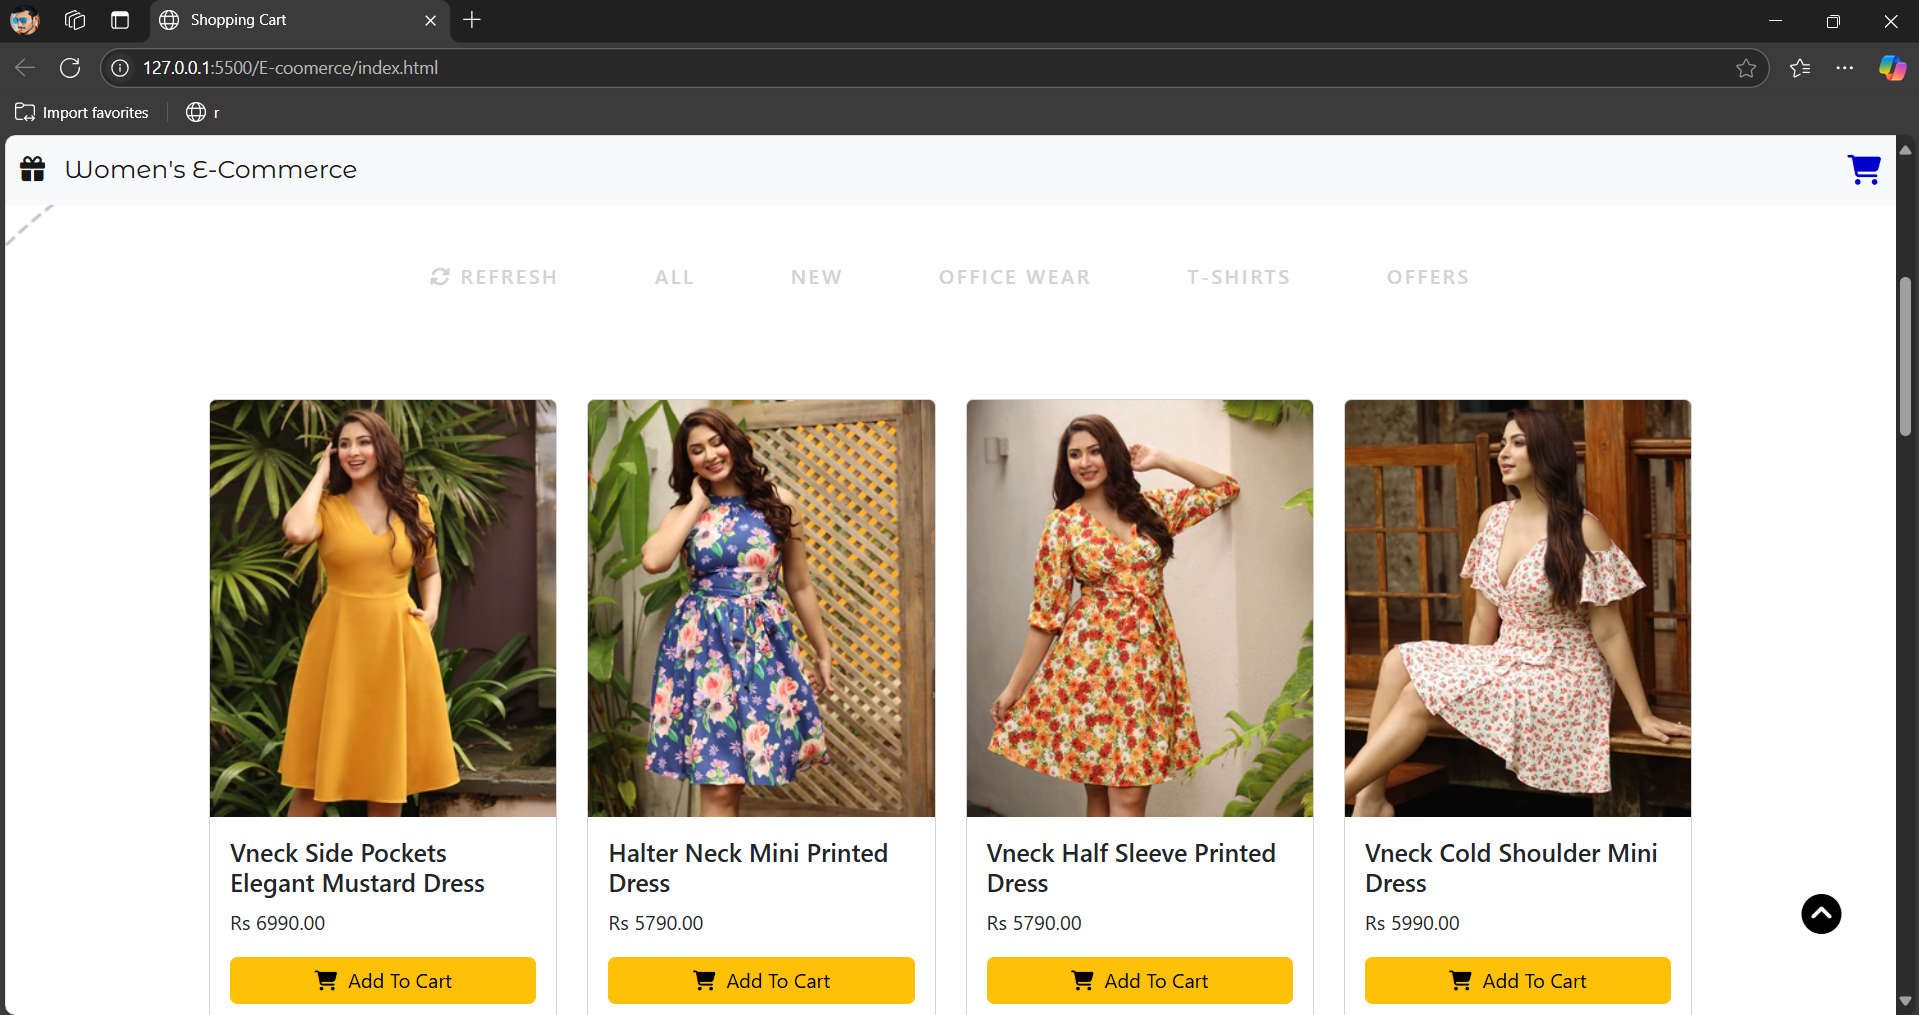 Shopping Cart
127.0.0.1:5500/E-coomerce/index.html
Import favorites
r
Women's E-Commerce
REFRESH ALL NEW OFFICE WEAR T-SHIRTS OFFERS
Vneck Side Pockets
Elegant Mustard Dress
Rs 6990.00
Add To Cart
Halter Neck Mini Printed
Dress
Rs 5790.00
Add To Cart
Vneck Half Sleeve Printed
Dress
Rs 5790.00
Add To Cart
Vneck Cold Shoulder Mini
Dress
Rs 5990.00
Add To Cart